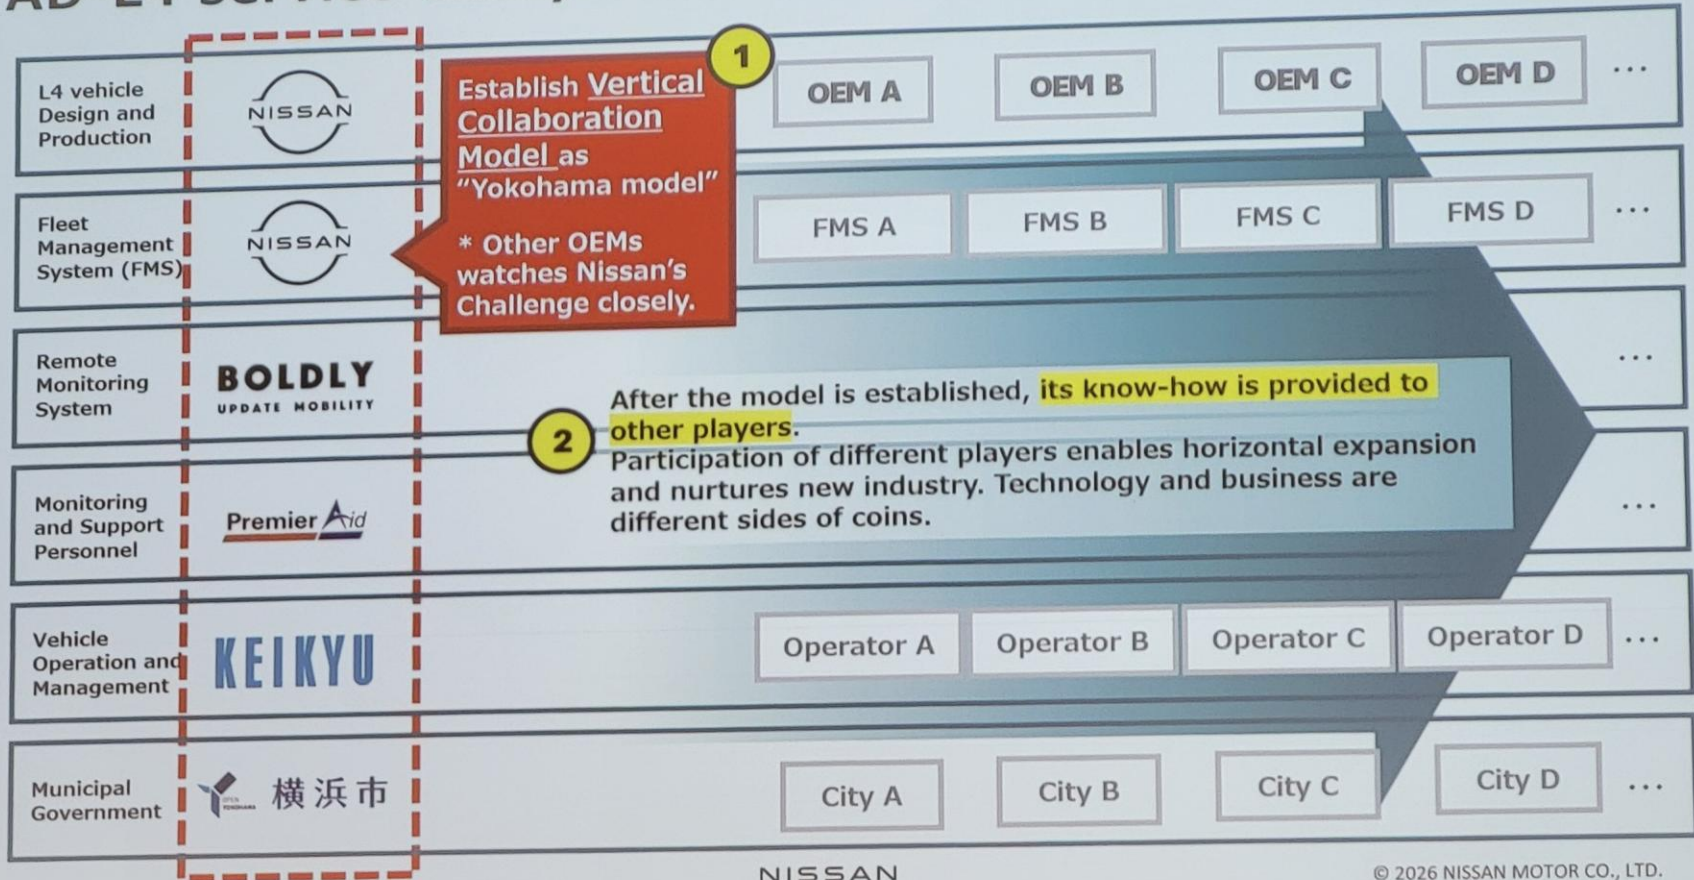 L4 vehicle
Design and
Production
NISSAN
Establish Vertical
Collaboration
Model as
“Yokohama model”
* Other OEMs
watches Nissan’s
Challenge closely.
1
OEM A
OEM B
OEM C
OEM D
...
Fleet
Management
System (FMS)
NISSAN
FMS A
FMS B
FMS C
FMS D
...
Remote
Monitoring
System
BOLDLY
UPDATE MOBILITY
...
2
After the model is established, its know-how is provided to
other players.
Participation of different players enables horizontal expansion
and nurtures new industry. Technology and business are
different sides of coins.
Monitoring
and Support
Personnel
Premier Aid
...
Vehicle
Operation and
Management
KEIKYU
Operator A
Operator B
Operator C
Operator D
...
Municipal
Government
横浜市
City A
City B
City C
City D
...
NISSAN
© 2026 NISSAN MOTOR CO., LTD.